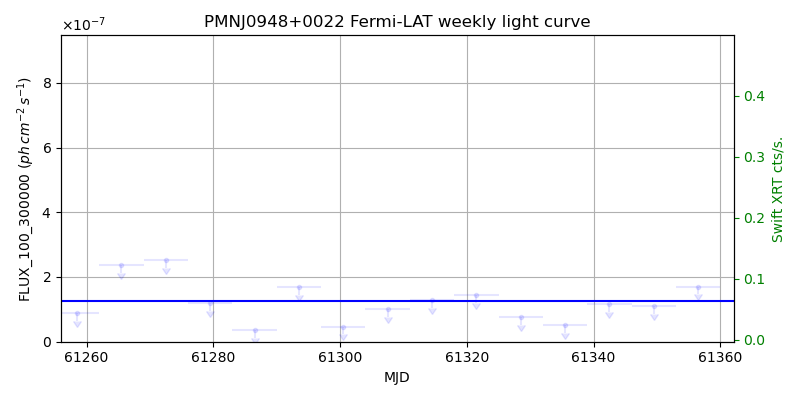 PMNJ0948+0022 Fermi-LAT weekly light curve
×10⁻⁷
FLUX_100_300000 (ph cm⁻² s⁻¹)
8
6
4
2
0
0.4
0.3
0.2
0.1
0.0
Swift XRT cts/s.
61260 61280 61300 61320 61340 61360
MJD